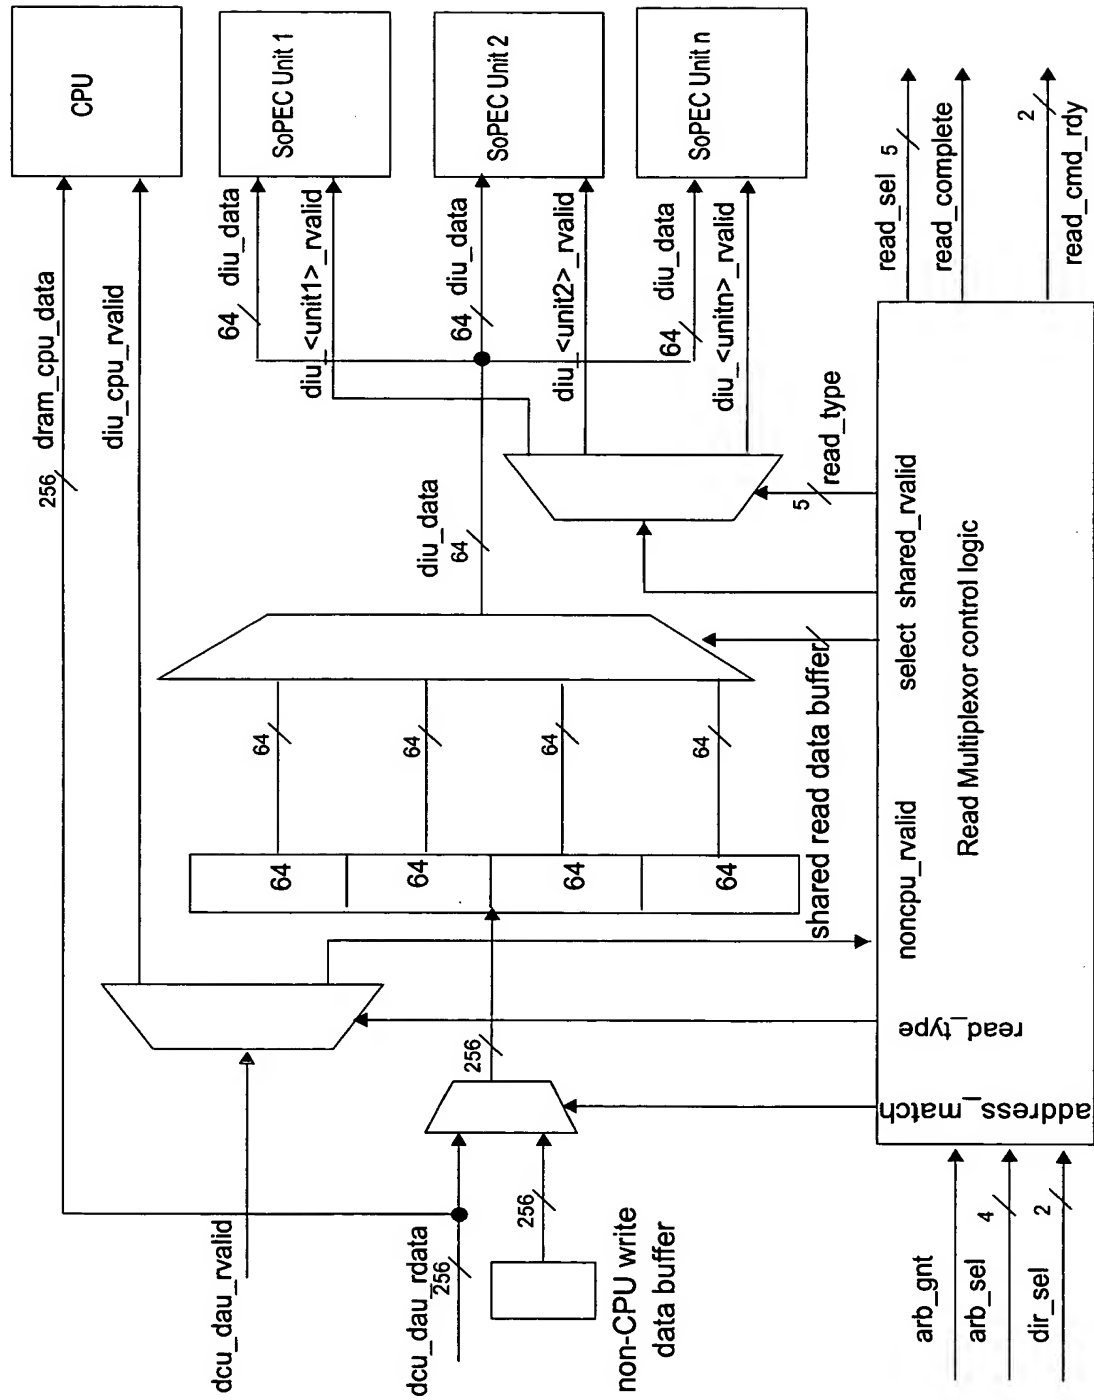 CPU
SoPEC Unit 1
SoPEC Unit 2
SoPEC Unit n
256
dram_cpu_data
diu_cpu_rvalid
64
diu_data
diu_<unit1>_rvalid
64
diu_data
diu_<unit2>_rvalid
64
diu_data
diu_<unitn>_rvalid
read_sel
5
read_complete
2
read_cmd_rdy
diu_data
64
5
read_type
64
64
64
64
64
64
64
64
shared read data buffer
select
shared_rvalid
noncpu_rvalid
read_type
address_match
Read Multiplexor control logic
256
dcu_dau_rvalid
dcu_dau_rdata
256
256
non-CPU write
data buffer
arb_gnt
arb_sel
4
dir_sel
2